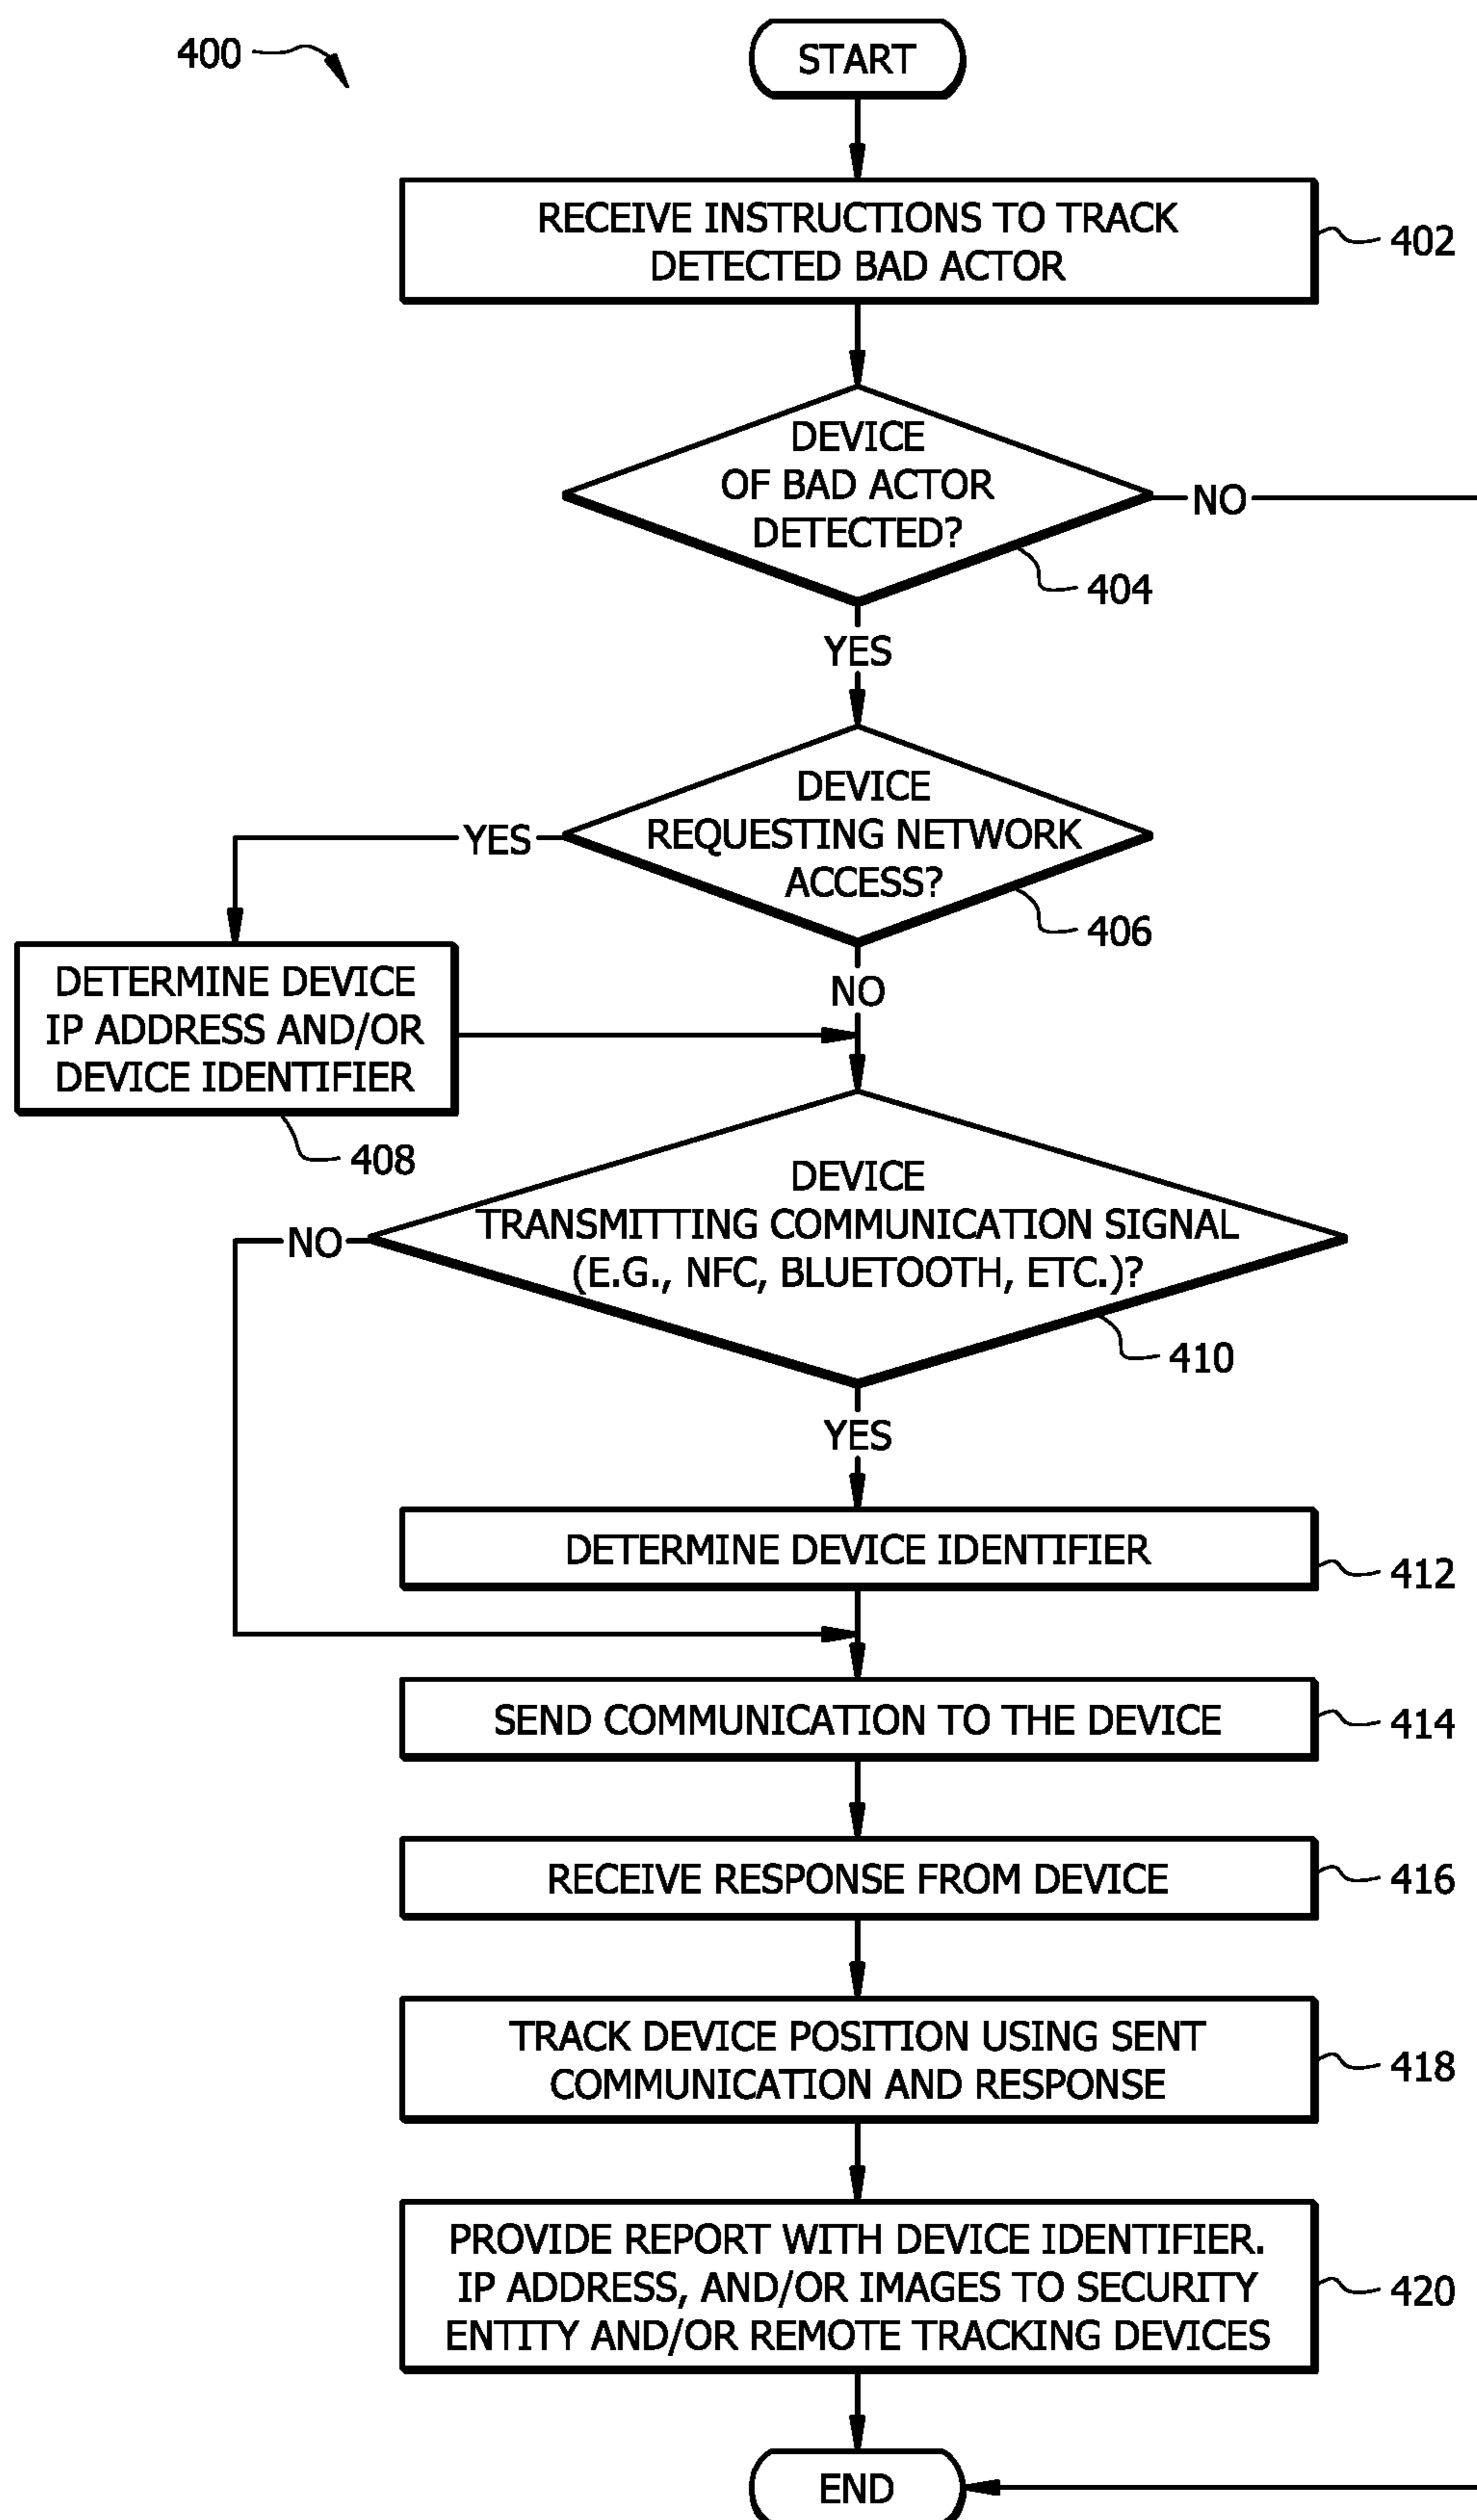 400
START
RECEIVE INSTRUCTIONS TO TRACK
DETECTED BAD ACTOR
402
DEVICE
OF BAD ACTOR
DETECTED?
NO
404
YES
DEVICE
REQUESTING NETWORK
ACCESS?
YES
406
NO
DETERMINE DEVICE
IP ADDRESS AND/OR
DEVICE IDENTIFIER
408
DEVICE
TRANSMITTING COMMUNICATION SIGNAL
(E.G., NFC, BLUETOOTH, ETC.)?
NO
410
YES
DETERMINE DEVICE IDENTIFIER
412
SEND COMMUNICATION TO THE DEVICE
414
RECEIVE RESPONSE FROM DEVICE
416
TRACK DEVICE POSITION USING SENT
COMMUNICATION AND RESPONSE
418
PROVIDE REPORT WITH DEVICE IDENTIFIER.
IP ADDRESS, AND/OR IMAGES TO SECURITY
ENTITY AND/OR REMOTE TRACKING DEVICES
420
END